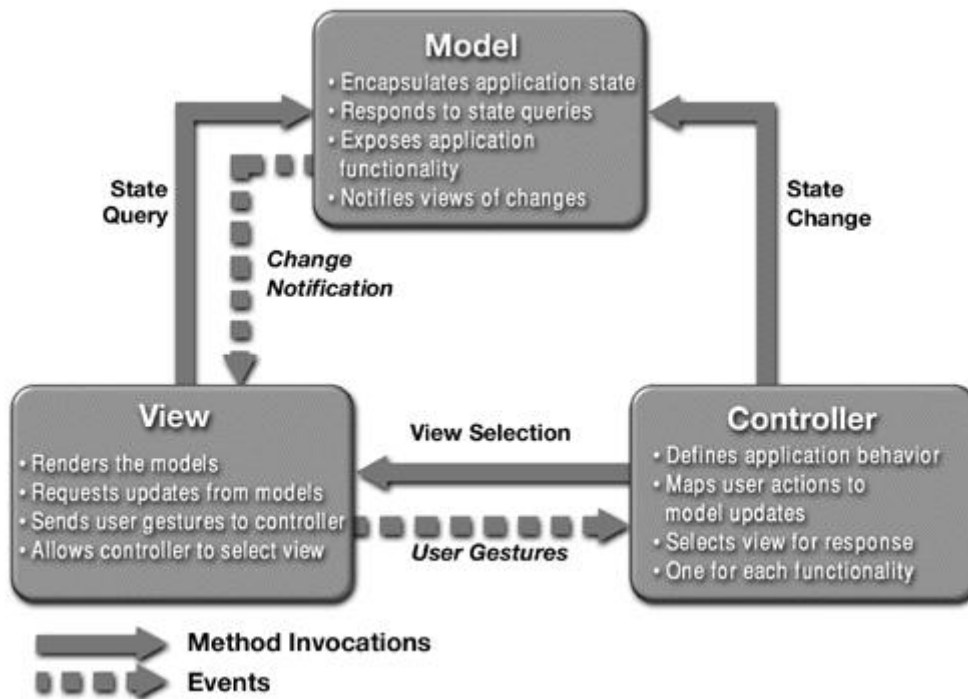 Model
• Encapsulates application state
• Responds to state queries
• Exposes application
functionality
• Notifies views of changes
State
Query
State
Change
Change
Notification
View
• Renders the models
• Requests updates from models
• Sends user gestures to controller
• Allows controller to select view
View Selection
User Gestures
Controller
• Defines application behavior
• Maps user actions to
model updates
• Selects view for response
• One for each functionality
Method Invocations
Events